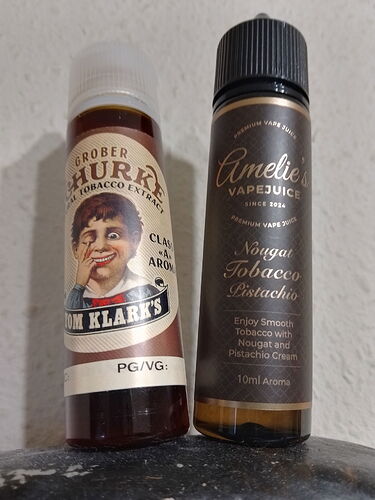 GROBER
SCHURKE
TOBACCO EXTRACT
CLAS
«A»
AROM
TOM KLARK'S
PG/VG:
PREMIUM VAPE JUICE
Amelie's
VAPEJUICE
SINCE 2024
PREMIUM VAPE JUICE
Nougat
Tobacco
Pistachio
Enjoy Smooth
Tobacco with
Nougat and
Pistachio Cream
10ml Aroma